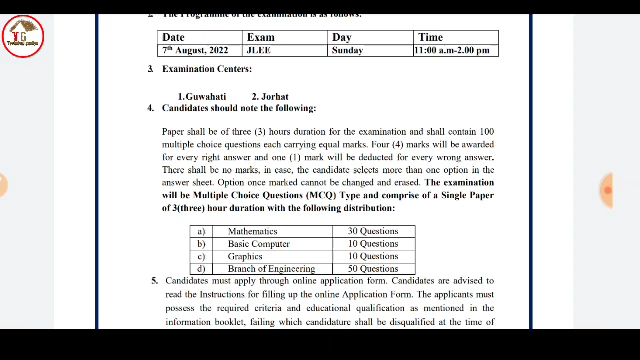 2. The Programme of the examination is as follows:
Date Exam Day Time
7th August, 2022 JLEE Sunday 11:00 a.m-2.00 pm
3. Examination Centers:
1.Guwahati 2. Jorhat
4. Candidates should note the following:
Paper shall be of three (3) hours duration for the examination and shall contain 100
multiple choice questions each carrying equal marks. Four (4) marks will be awarded
for every right answer and one (1) mark will be deducted for every wrong answer.
There shall be no marks, in case, the candidate selects more than one option in the
answer sheet. Option once marked cannot be changed and erased. The examination
will be Multiple Choice Questions (MCQ) Type and comprise of a Single Paper
of 3(three) hour duration with the following distribution:
a) Mathematics 30 Questions
b) Basic Computer 10 Questions
c) Graphics 10 Questions
d) Branch of Engineering 50 Questions
5. Candidates must apply through online application form. Candidates are advised to
read the Instructions for filling up the online Application Form. The applicants must
possess the required criteria and educational qualification as mentioned in the
information booklet, failing which candidature shall be disqualified at the time of